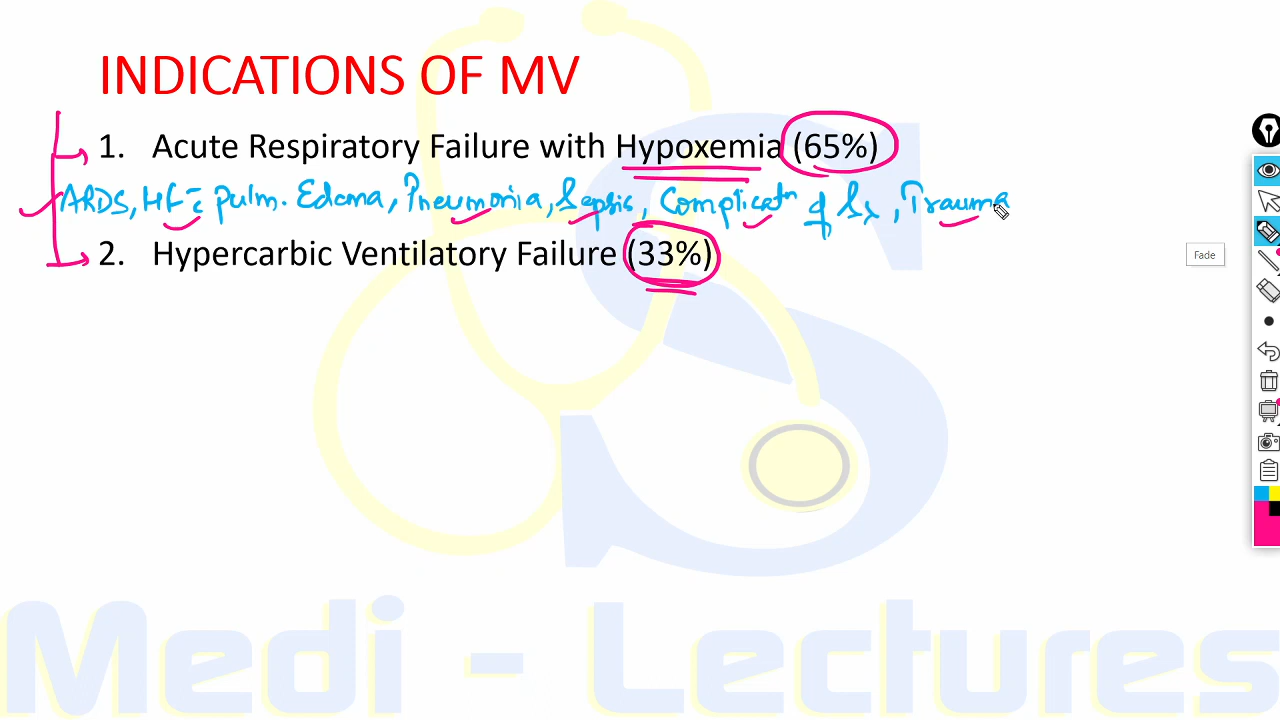 INDICATIONS OF MV
1. Acute Respiratory Failure with Hypoxemia (65%)
ARDS, HF c̄ pulm. Edema, Pneumonia, Sepsis, Complicatn of Sx, Trauma
2. Hypercarbic Ventilatory Failure (33%)
Fade
Medi - Lectures